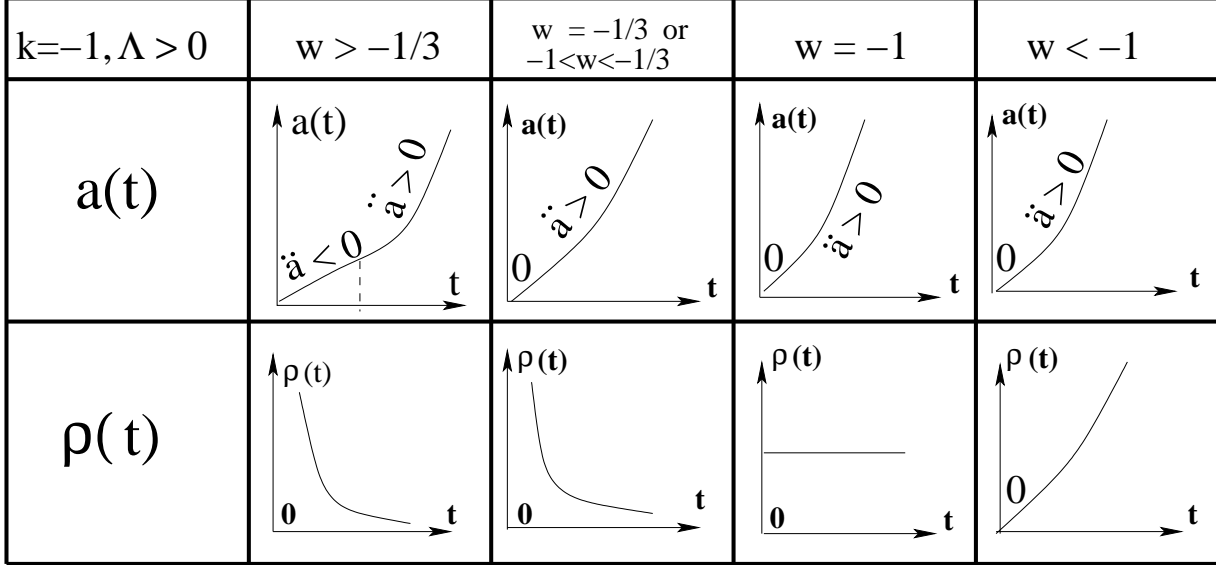 k=−1, Λ > 0
w > −1/3
w = −1/3 or
−1<w<−1/3
w = −1
w < −1
a(t)
a(t)
ä < 0
ä > 0
t
a(t)
ä > 0
0
t
a(t)
ä > 0
0
t
a(t)
ä > 0
0
t
ρ(t)
ρ(t)
0
t
ρ(t)
0
t
ρ(t)
0
t
ρ(t)
0
t